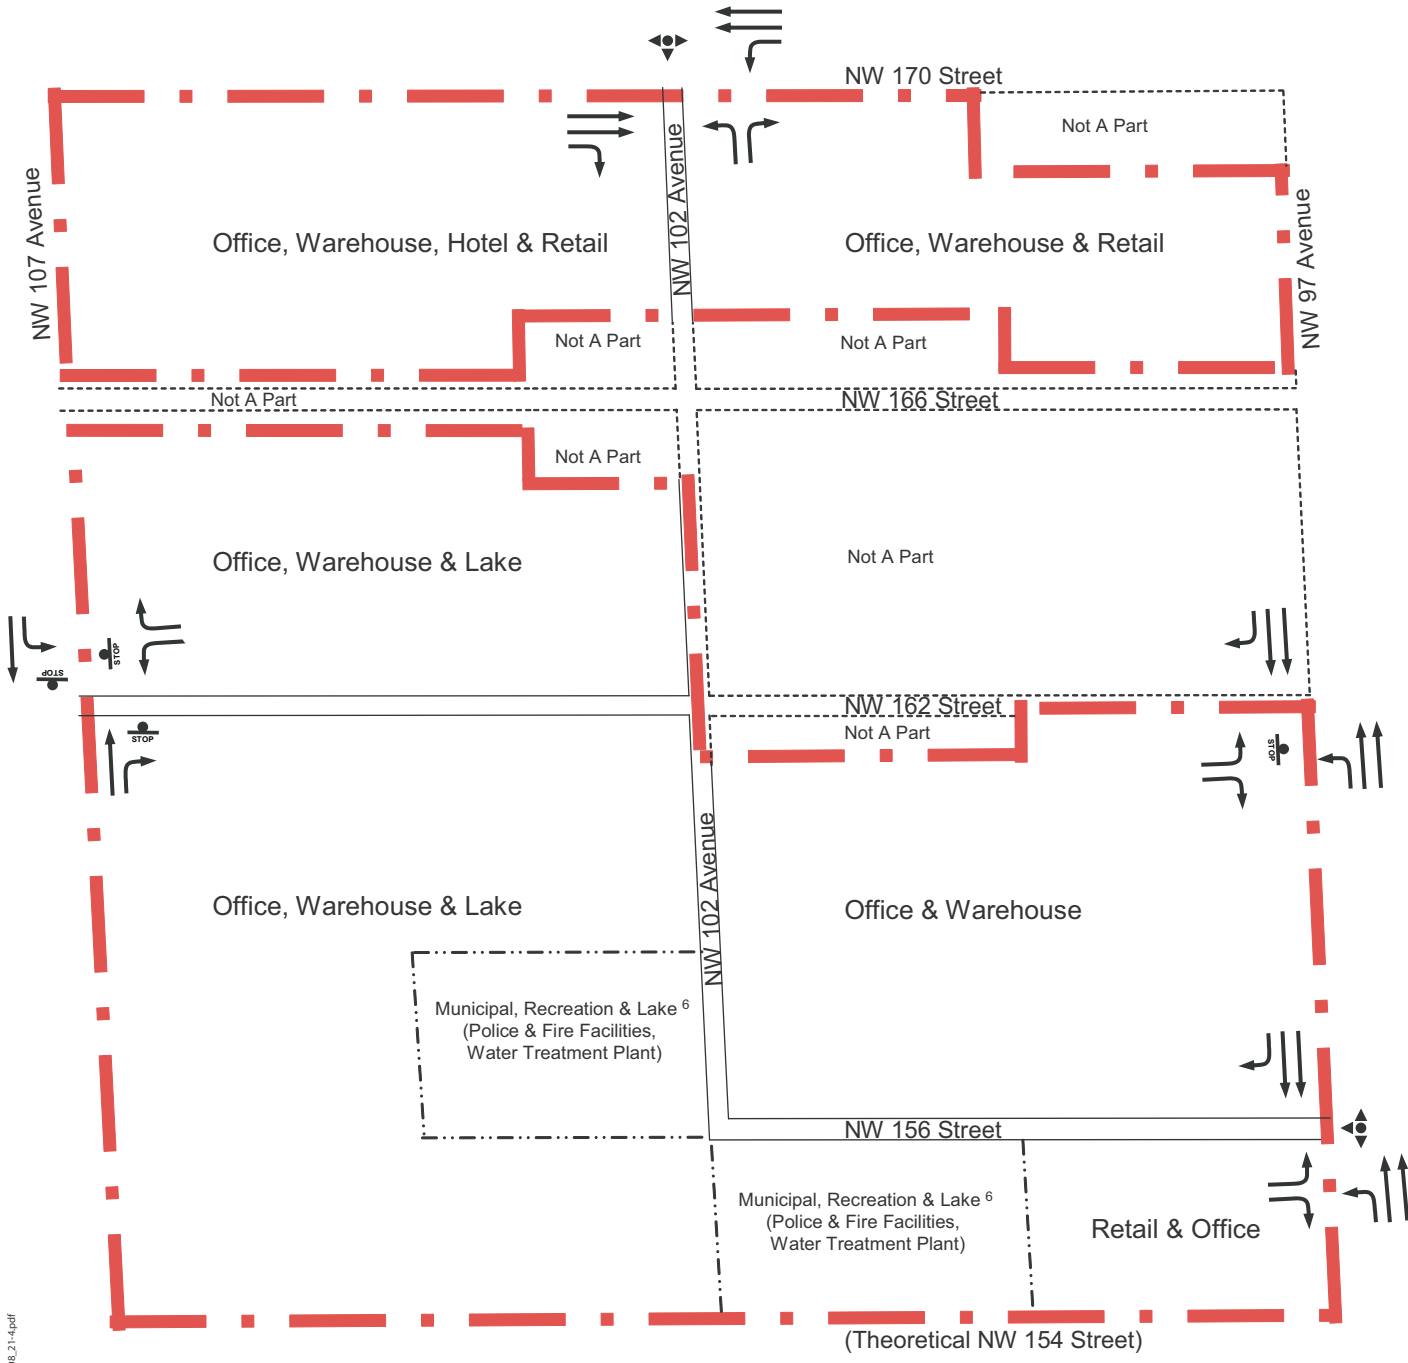 NW 170 Street
Not A Part
NW 107 Avenue
NW 102 Avenue
NW 97 Avenue
Office, Warehouse, Hotel & Retail
Office, Warehouse & Retail
Not A Part
Not A Part
Not A Part
NW 166 Street
Not A Part
Office, Warehouse & Lake
Not A Part
STOP
STOP
NW 162 Street
STOP
Not A Part
STOP
NW 102 Avenue
Office, Warehouse & Lake
Office & Warehouse
Municipal, Recreation & Lake 6
(Police & Fire Facilities,
Water Treatment Plant)
NW 156 Street
Municipal, Recreation & Lake 6
(Police & Fire Facilities,
Water Treatment Plant)
Retail & Office
(Theoretical NW 154 Street)